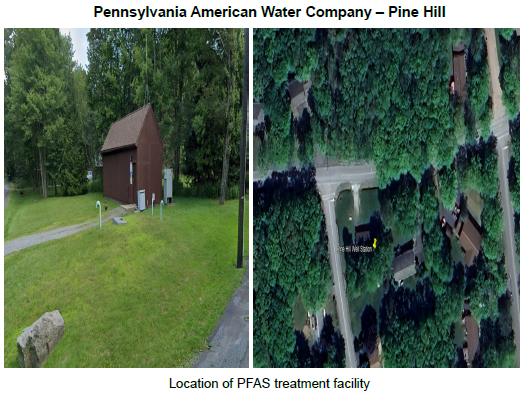 Pennsylvania American Water Company – Pine Hill
Pine Hill Well Station
Location of PFAS treatment facility